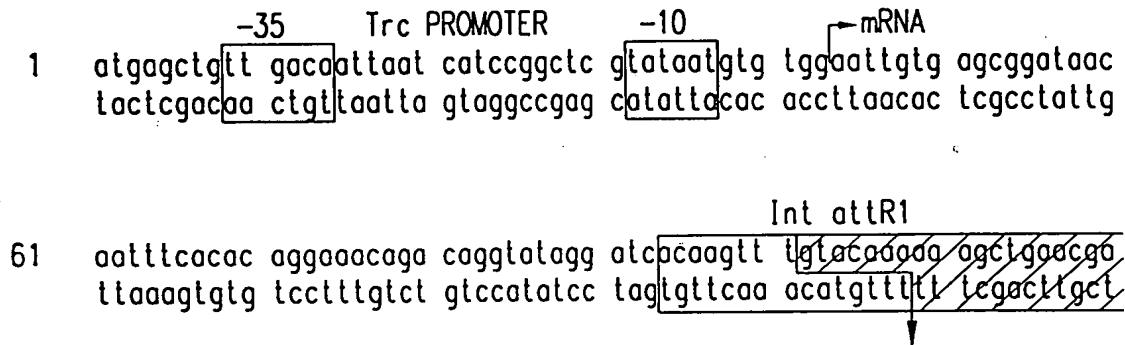 -35 Trc PROMOTER -10 mRNA
1 atgagctgtt gacaattaat catccggctc gtataatgtg tggaattgtg agcggataac
tactcgacaa ctgttaatta gtaggccgag catattacac accttaacac tcgcctattg
Int attR1
61 aatttcacac aggaaacaga caggtatagg atcacaagtt tgtacaaaaa agctgaacga
ttaaagtgtg tcctttgtct gtccatatcc tagtgttcaa acatgttttt tcgacttgct